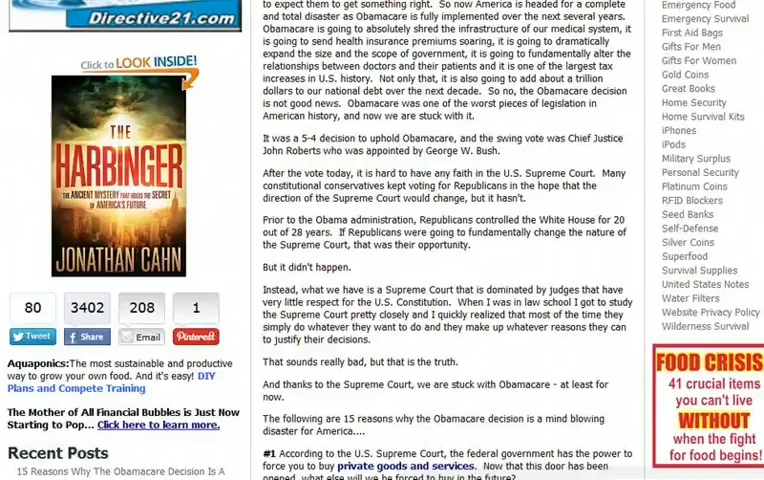 Directive21.com
Click to LOOK INSIDE!
THE
HARBINGER
THE ANCIENT MYSTERY THAT HOLDS THE SECRET
OF AMERICA'S FUTURE
JONATHAN CAHN
80 3402 208 1
Tweet Share Email Pinterest
Aquaponics:The most sustainable and productive
way to grow your own food. And it's easy! DIY
Plans and Compete Training
The Mother of All Financial Bubbles is Just Now
Starting to Pop... Click here to learn more.
Recent Posts
15 Reasons Why The Obamacare Decision Is A
to expect them to get something right. So now America is headed for a complete
and total disaster as Obamacare is fully implemented over the next several years.
Obamacare is going to absolutely shred the infrastructure of our medical system, it
is going to send health insurance premiums soaring, it is going to dramatically
expand the size and the scope of government, it is going to fundamentally alter the
relationships between doctors and their patients and it is one of the largest tax
increases in U.S. history. Not only that, it is also going to add about a trillion
dollars to our national debt over the next decade. So no, the Obamacare decision
is not good news. Obamacare was one of the worst pieces of legislation in
American history, and now we are stuck with it.
It was a 5-4 decision to uphold Obamacare, and the swing vote was Chief Justice
John Roberts who was appointed by George W. Bush.
After the vote today, it is hard to have any faith in the U.S. Supreme Court. Many
constitutional conservatives kept voting for Republicans in the hope that the
direction of the Supreme Court would change, but it hasn't.
Prior to the Obama administration, Republicans controlled the White House for 20
out of 28 years. If Republicans were going to fundamentally change the nature of
the Supreme Court, that was their opportunity.
But it didn't happen.
Instead, what we have is a Supreme Court that is dominated by judges that have
very little respect for the U.S. Constitution. When I was in law school I got to study
the Supreme Court pretty closely and I quickly realized that most of the time they
simply do whatever they want to do and they make up whatever reasons they can
to justify their decisions.
That sounds really bad, but that is the truth.
And thanks to the Supreme Court, we are stuck with Obamacare - at least for
now.
The following are 15 reasons why the Obamacare decision is a mind blowing
disaster for America....
#1 According to the U.S. Supreme Court, the federal government has the power to
force you to buy private goods and services. Now that this door has been
opened, what else will we be forced to buy in the future?
Emergency Food
Emergency Survival
First Aid Bags
Gifts For Men
Gifts For Women
Gold Coins
Great Books
Home Security
Home Survival Kits
iPhones
iPods
Military Surplus
Personal Security
Platinum Coins
RFID Blockers
Seed Banks
Self-Defense
Silver Coins
Superfood
Survival Supplies
United States Notes
Water Filters
Website Privacy Policy
Wilderness Survival
FOOD CRISIS
41 crucial items
you can't live
WITHOUT
when the fight
for food begins!